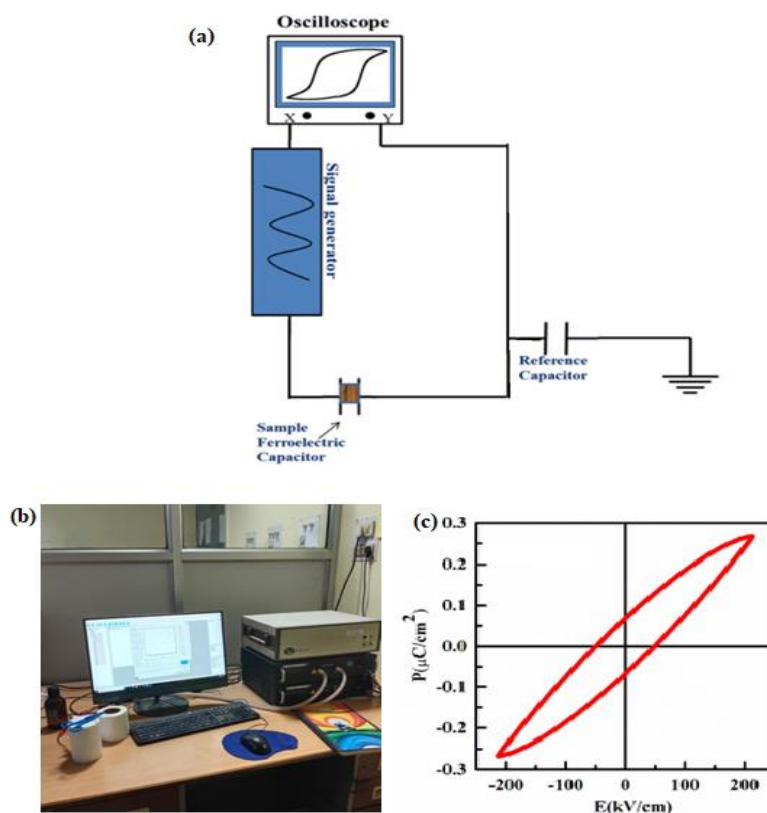 Oscilloscope
(a)
X
Y
Signal generator
Reference
Capacitor
Sample
Ferroelectric
Capacitor
(b)
(c)
0.3
0.2
0.1
0.0
-0.1
-0.2
-0.3
P(μC/cm²)
-200 -100 0 100 200
E(kV/cm)